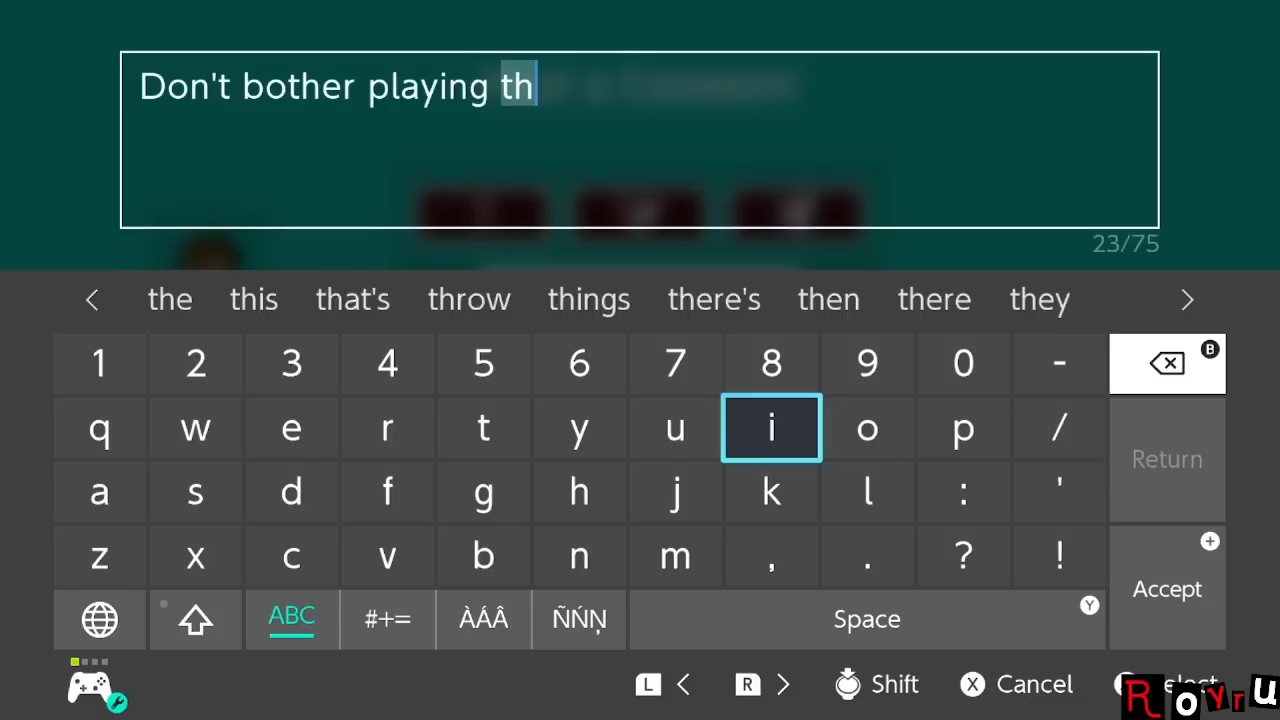 Don't bother playing th
23/75
the this that's throw things there's then there they
1 2 3 4 5 6 7 8 9 0 - B
q w e r t y u i o p /
Return
a s d f g h j k l : '
z x c v b n m , . ? !
Accept
ABC #+= ÀÁÂ ÑŃŅ Space Y
L R Shift X Cancel
Royru